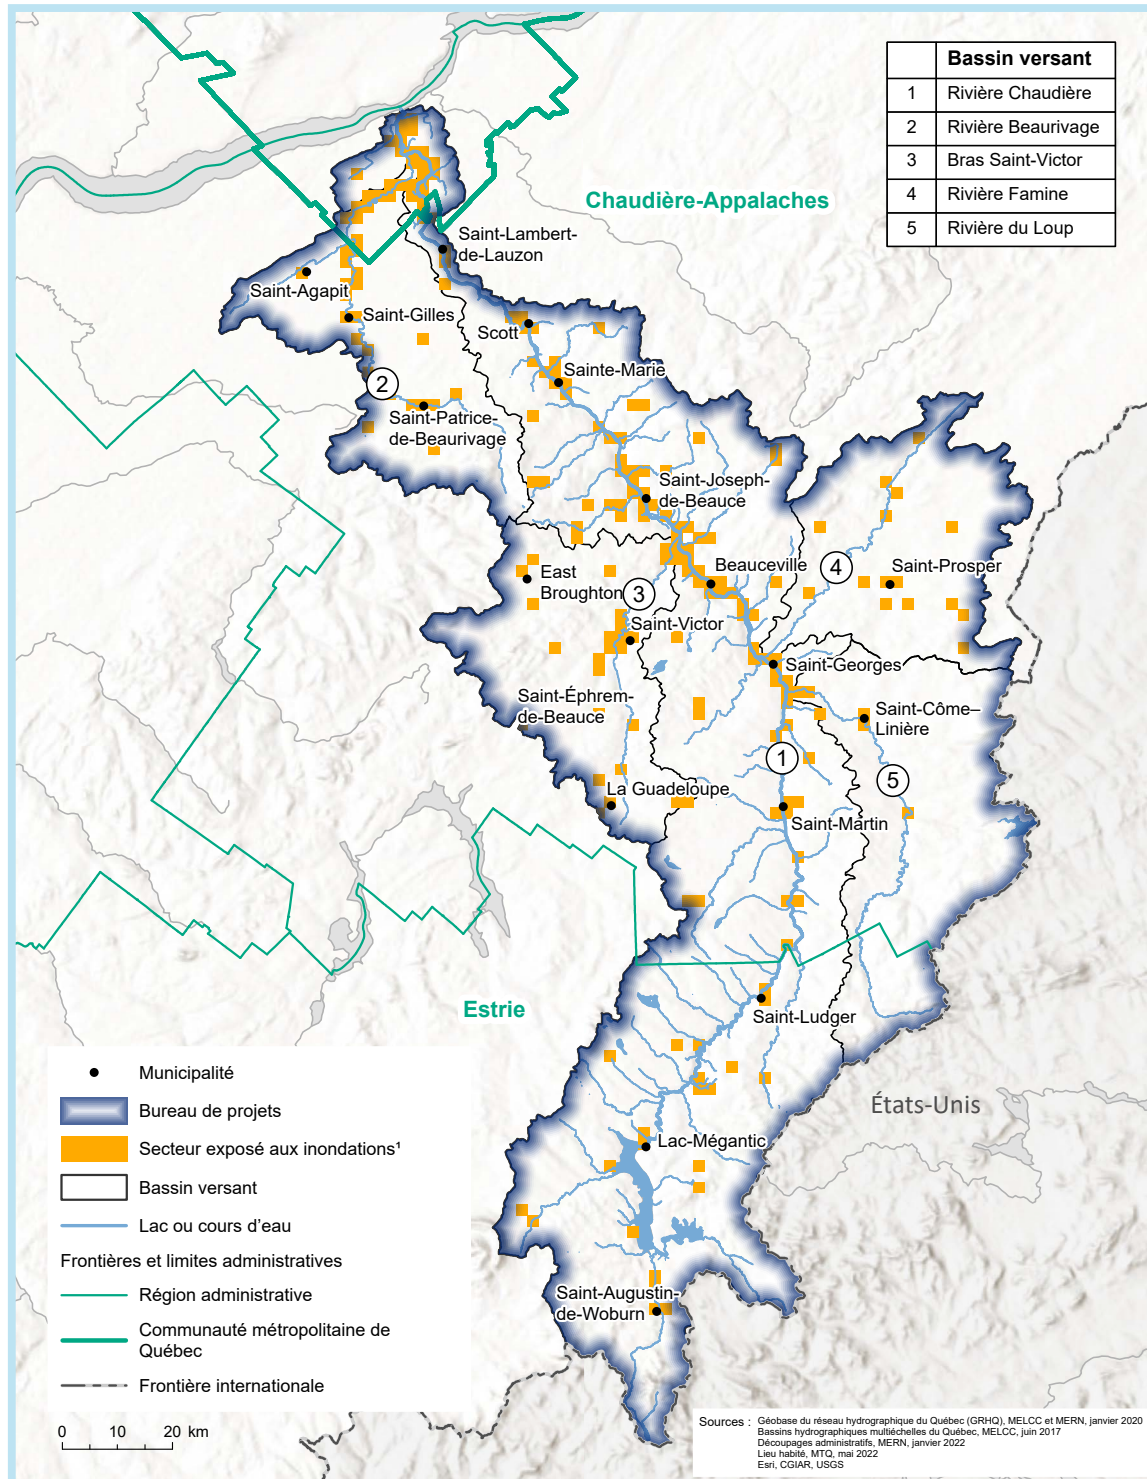 Bassin versant
1 Rivière Chaudière
2 Rivière Beaurivage
3 Bras Saint-Victor
4 Rivière Famine
5 Rivière du Loup
Chaudière-Appalaches
Saint-Lambert-
de-Lauzon
Saint-Agapit
Saint-Gilles
Scott
Sainte-Marie
2
Saint-Patrice-
de-Beaurivage
Saint-Joseph-
de-Beauce
East
Broughton
3
Beauceville
4
Saint-Prosper
Saint-Victor
Saint-Georges
Saint-Éphrem-
de-Beauce
Saint-Côme–
Linière
1
5
La Guadeloupe
Saint-Martin
Estrie
Saint-Ludger
États-Unis
Lac-Mégantic
Saint-Augustin-
de-Woburn
Municipalité
Bureau de projets
Secteur exposé aux inondations¹
Bassin versant
Lac ou cours d'eau
Frontières et limites administratives
Région administrative
Communauté métropolitaine de
Québec
Frontière internationale
0 10 20 km
Sources : Géobase du réseau hydrographique du Québec (GRHQ), MELCC et MERN, janvier 2020
Bassins hydrographiques multiéchelles du Québec, MELCC, juin 2017
Découpages administratifs, MERN, janvier 2022
Lieu habité, MTQ, mai 2022
Esri, CGIAR, USGS